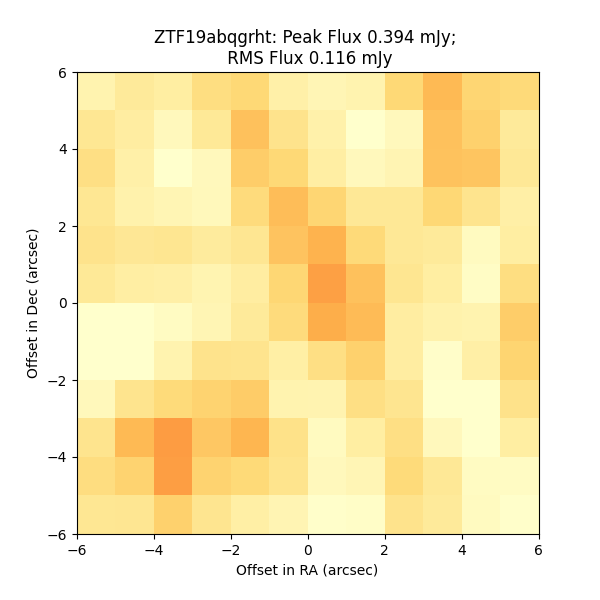 ZTF19abqgrht: Peak Flux 0.394 mJy;
RMS Flux 0.116 mJy
6
4
2
0
−2
−4
−6
Offset in Dec (arcsec)
−6 −4 −2 0 2 4 6
Offset in RA (arcsec)